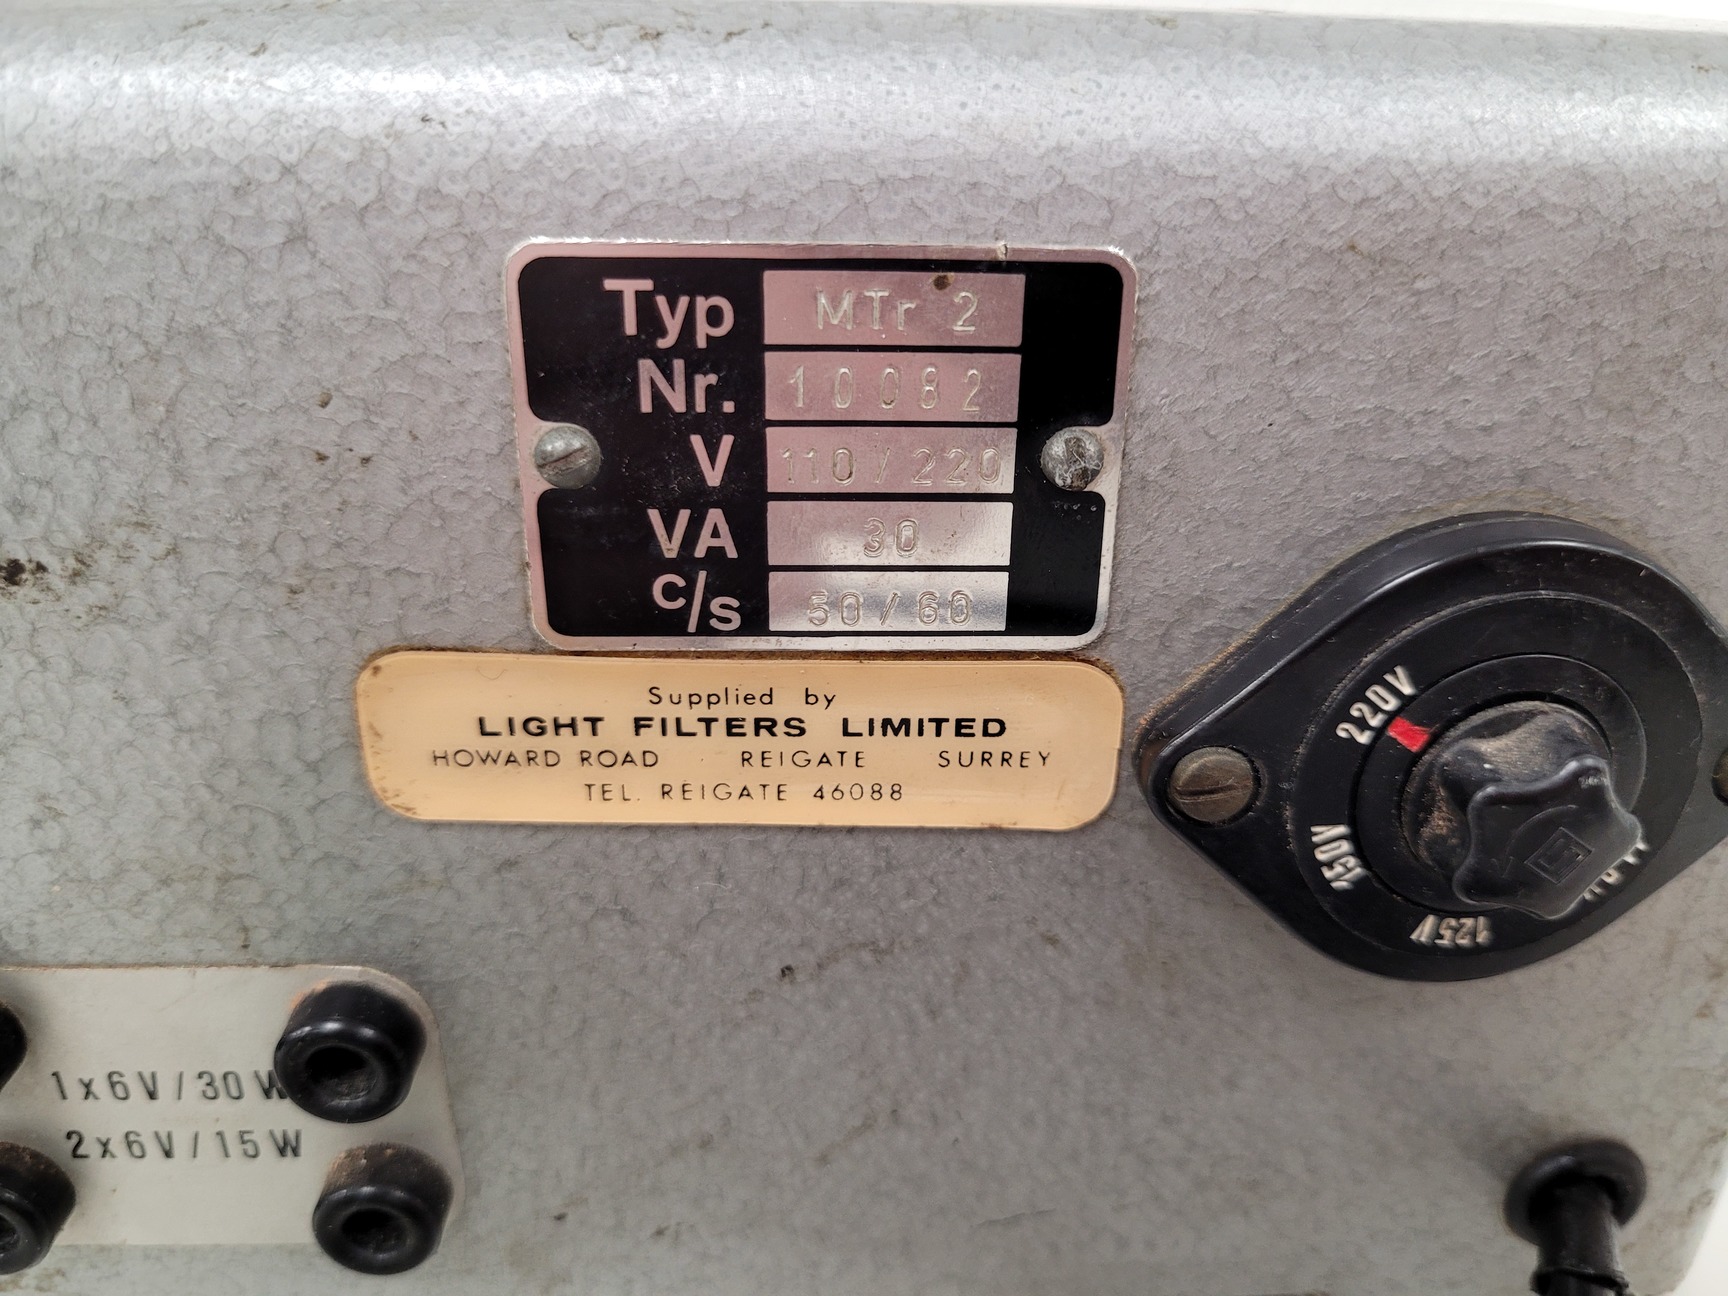 Typ MTr 2
Nr. 10082
V 110/220
VA 30
c/s 50/60
Supplied by
LIGHT FILTERS LIMITED
HOWARD ROAD REIGATE SURREY
TEL. REIGATE 46088
220V
125V
1x6V/30W
2x6V/15W